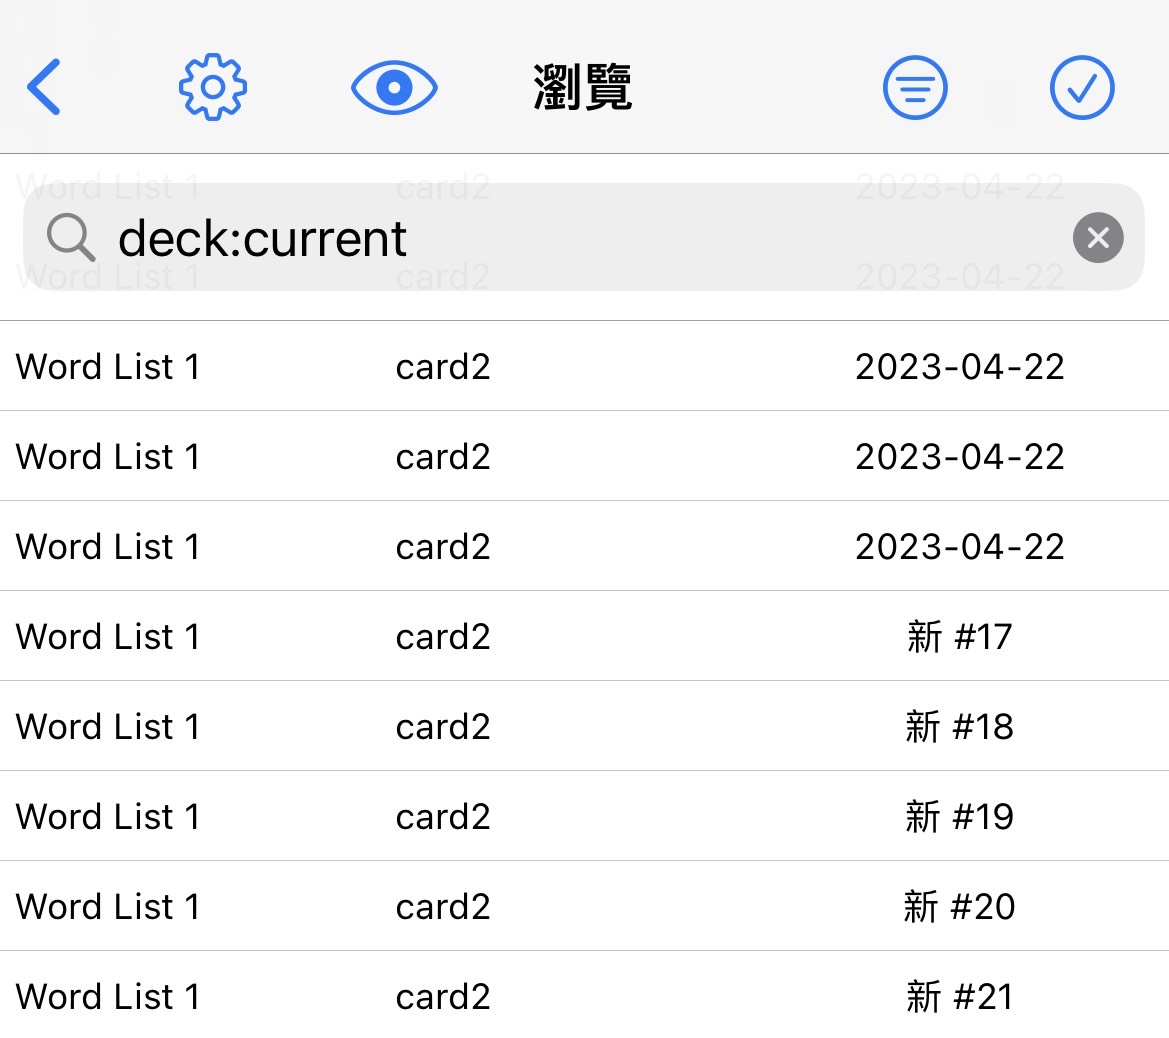 瀏覽
Word List 1 card2 2023-04-22
deck:current
Word List 1 card2 2023-04-22
Word List 1 card2 2023-04-22
Word List 1 card2 2023-04-22
Word List 1 card2 2023-04-22
Word List 1 card2 新 #17
Word List 1 card2 新 #18
Word List 1 card2 新 #19
Word List 1 card2 新 #20
Word List 1 card2 新 #21